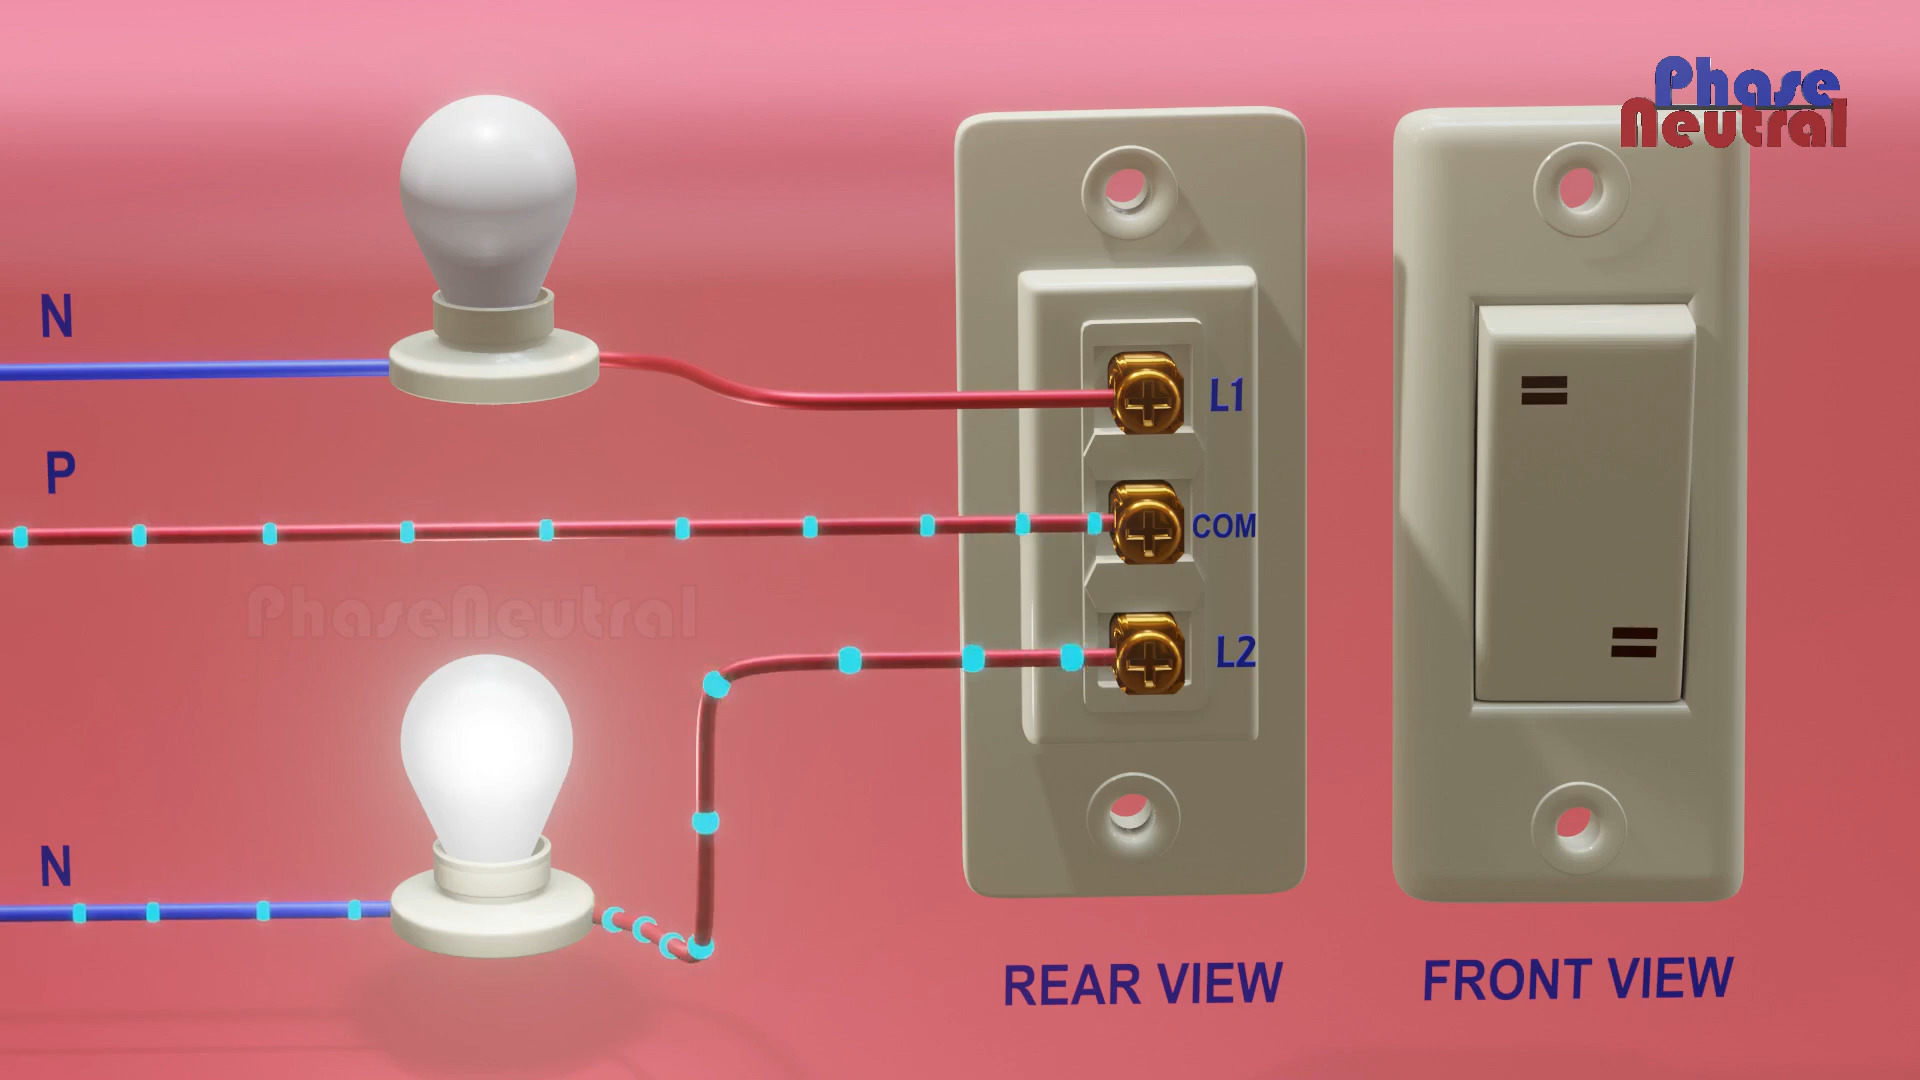 Phase
Neutral
N
L1
P
COM
PhaseNeutral
L2
N
REAR VIEW
FRONT VIEW